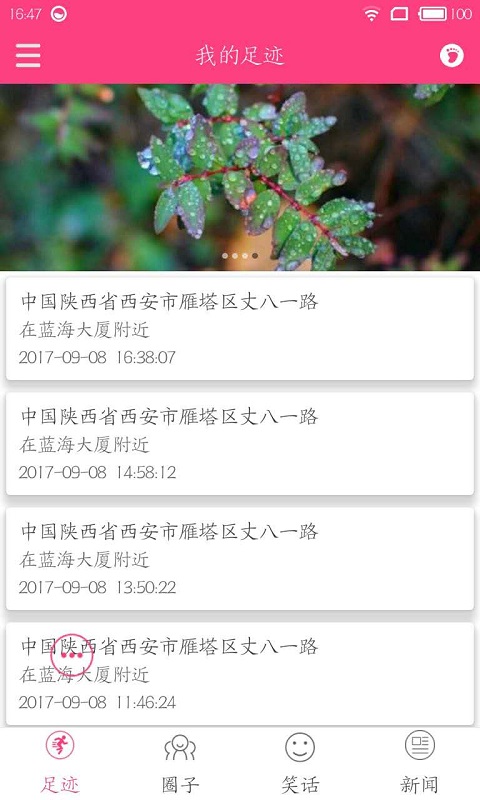 16:47
100
我的足迹
中国陕西省西安市雁塔区丈八一路
在蓝海大厦附近
2017-09-08 16:38:07
中国陕西省西安市雁塔区丈八一路
在蓝海大厦附近
2017-09-08 14:58:12
中国陕西省西安市雁塔区丈八一路
在蓝海大厦附近
2017-09-08 13:50:22
中国陕西省西安市雁塔区丈八一路
在蓝海大厦附近
2017-09-08 11:46:24
足迹
圈子
笑话
新闻